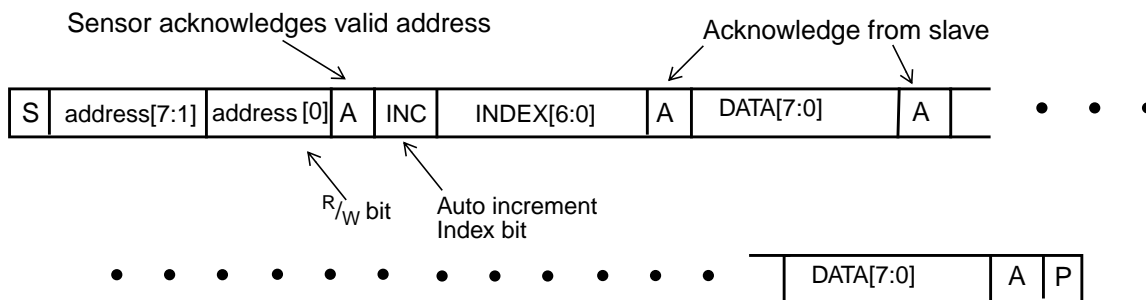 Sensor acknowledges valid address
Acknowledge from slave
S address[7:1] address [0] A INC INDEX[6:0] A DATA[7:0] A
R/W bit
Auto increment
Index bit
DATA[7:0] A P